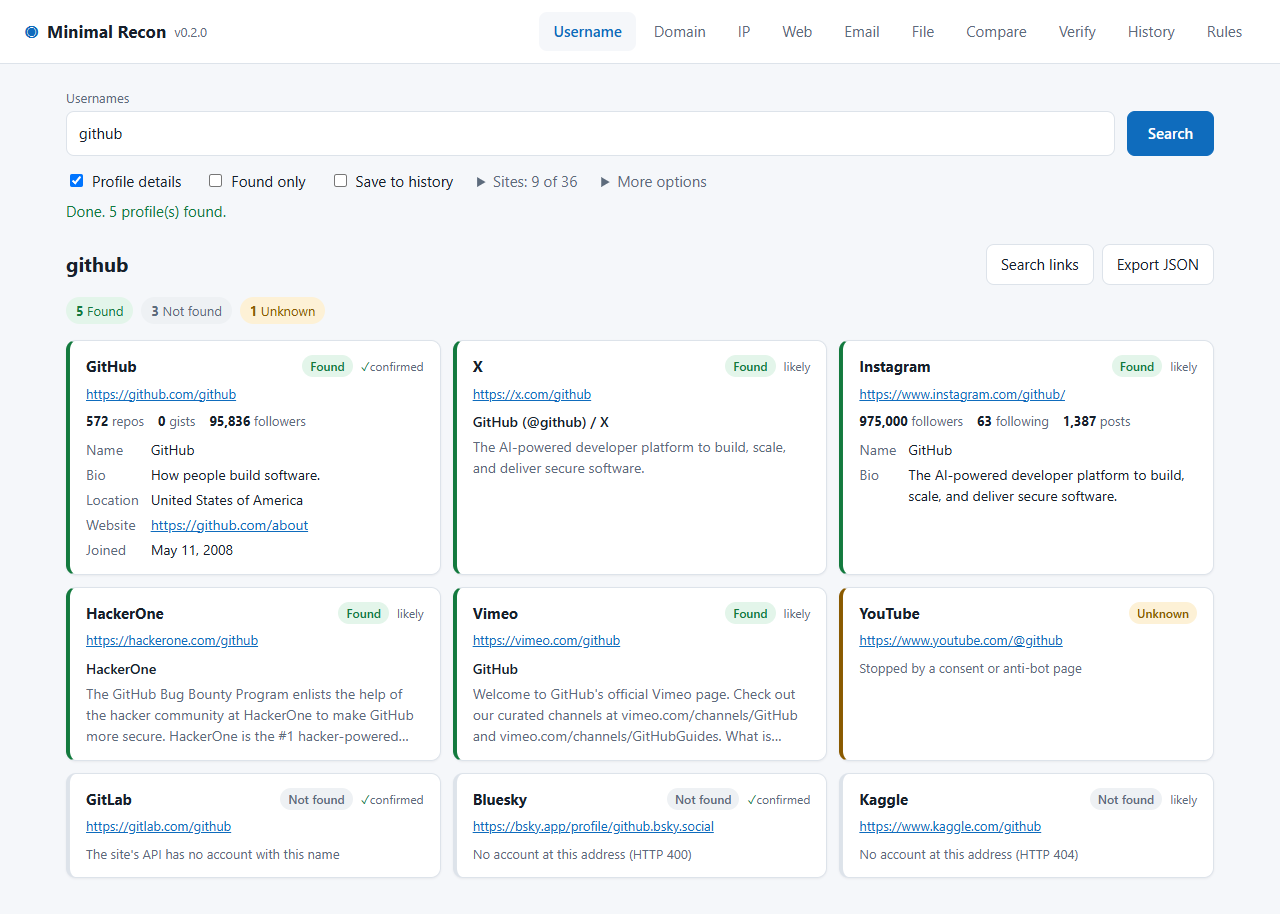 Minimal Recon v0.2.0
Username Domain IP Web Email File Compare Verify History Rules
Usernames
github
Search
Profile details Found only Save to history Sites: 9 of 36 More options
Done. 5 profile(s) found.
github
Search links Export JSON
5 Found 3 Not found 1 Unknown
GitHub Found ✓confirmed
https://github.com/github
572 repos 0 gists 95,836 followers
Name GitHub
Bio How people build software.
Location United States of America
Website https://github.com/about
Joined May 11, 2008
X Found likely
https://x.com/github
GitHub (@github) / X
The AI-powered developer platform to build, scale,
and deliver secure software.
Instagram Found likely
https://www.instagram.com/github/
975,000 followers 63 following 1,387 posts
Name GitHub
Bio The AI-powered developer platform to build,
scale, and deliver secure software.
HackerOne Found likely
https://hackerone.com/github
HackerOne
The GitHub Bug Bounty Program enlists the help of
the hacker community at HackerOne to make GitHub
more secure. HackerOne is the #1 hacker-powered...
Vimeo Found likely
https://vimeo.com/github
GitHub
Welcome to GitHub's official Vimeo page. Check out
our curated channels at vimeo.com/channels/GitHub
and vimeo.com/channels/GitHubGuides. What is...
YouTube Unknown
https://www.youtube.com/@github
Stopped by a consent or anti-bot page
GitLab Not found ✓confirmed
https://gitlab.com/github
The site's API has no account with this name
Bluesky Not found ✓confirmed
https://bsky.app/profile/github.bsky.social
No account at this address (HTTP 400)
Kaggle Not found likely
https://www.kaggle.com/github
No account at this address (HTTP 404)